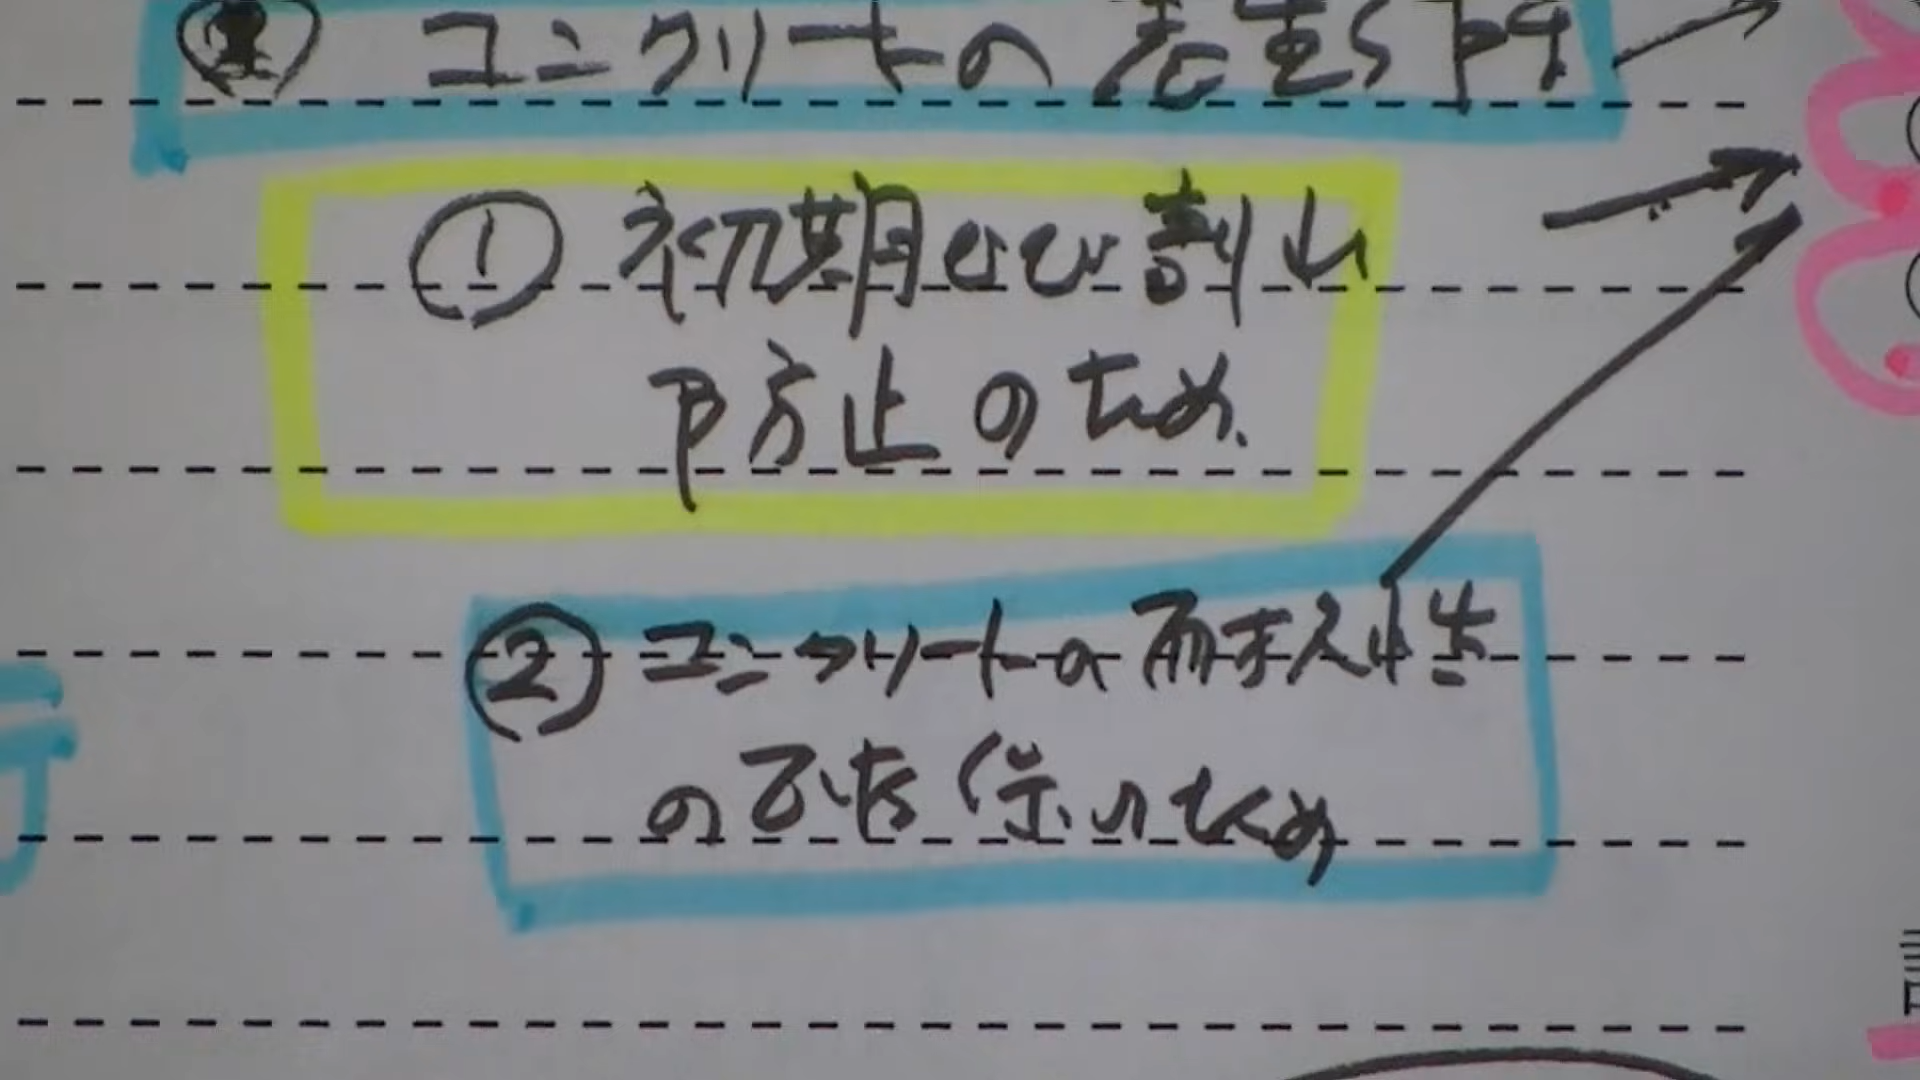 コンクリートの養生時
① 初期ひび割れ
防止のため
② コンクリートの耐久性
の確保のため